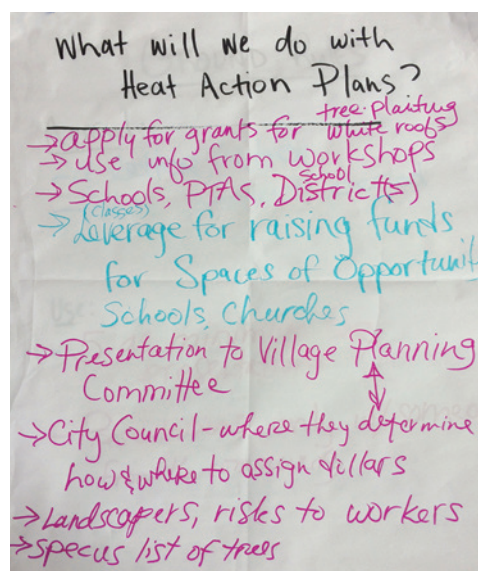 What will we do with
Heat Action Plans?
tree planting
→ apply for grants for white roofs
→ use info from workshops
school
→ Schools, PTAs, District(s)
(classes)
→ Leverage for raising funds
for Spaces of Opportunit
Schools, Churches
→ Presentation to Village Planning
Committee
→ City Council - where they determine
how & where to assign dollars
→ Landscapers, risks to workers
→ specus list of trees